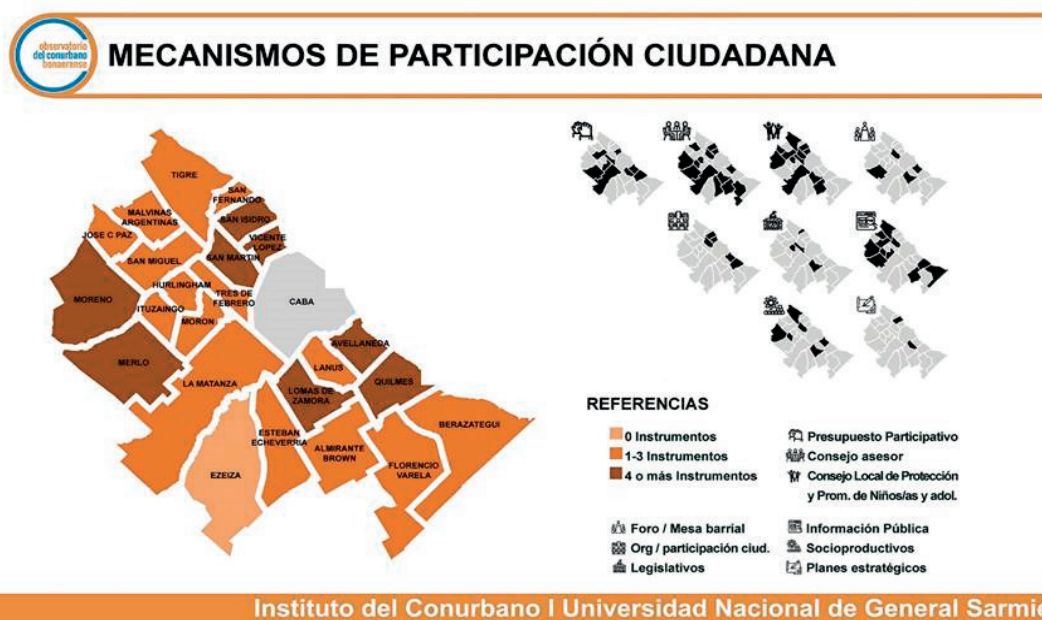 observatorio
del conurbano
bonaerense
MECANISMOS DE PARTICIPACIÓN CIUDADANA
TIGRE
SAN
FERNANDO
SAN ISIDRO
MALVINAS
ARGENTINAS
VICENTE
LOPEZ
JOSE C PAZ
SAN MARTIN
SAN MIGUEL
HURLINGHAM
MORENO
TRES DE
FEBRERO
CABA
ITUZAINGO
MORON
AVELLANEDA
MERLO
LANUS
LA MATANZA
QUILMES
LOMAS DE
ZAMORA
BERAZATEGUI
ESTEBAN
ECHEVERRIA
ALMIRANTE
BROWN
FLORENCIO
VARELA
EZEIZA
REFERENCIAS
0 Instrumentos
1-3 Instrumentos
4 o más Instrumentos
Presupuesto Participativo
Consejo asesor
Consejo Local de Protección
y Prom. de Niños/as y adol.
Foro / Mesa barrial
Org / participación ciud.
Legislativos
Información Pública
Socioproductivos
Planes estratégicos
Instituto del Conurbano I Universidad Nacional de General Sarmie